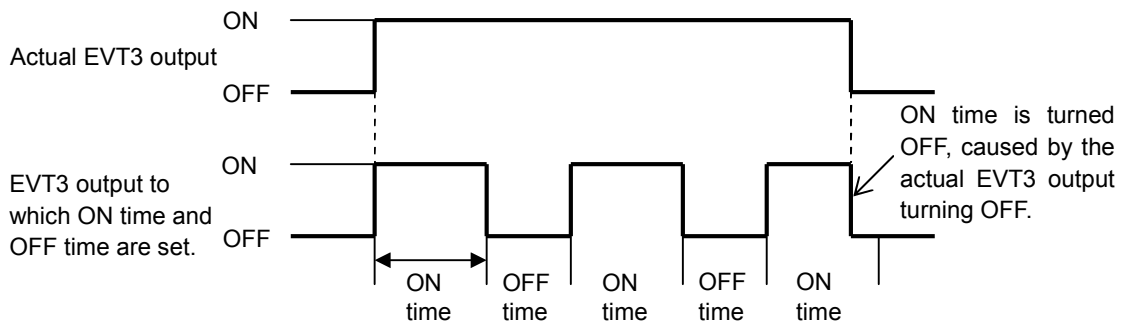 ON
Actual EVT3 output
OFF
ON time is turned
OFF, caused by the
actual EVT3 output
turning OFF.
ON
EVT3 output to
which ON time and
OFF time are set.
OFF
ON
time
OFF
time
ON
time
OFF
time
ON
time